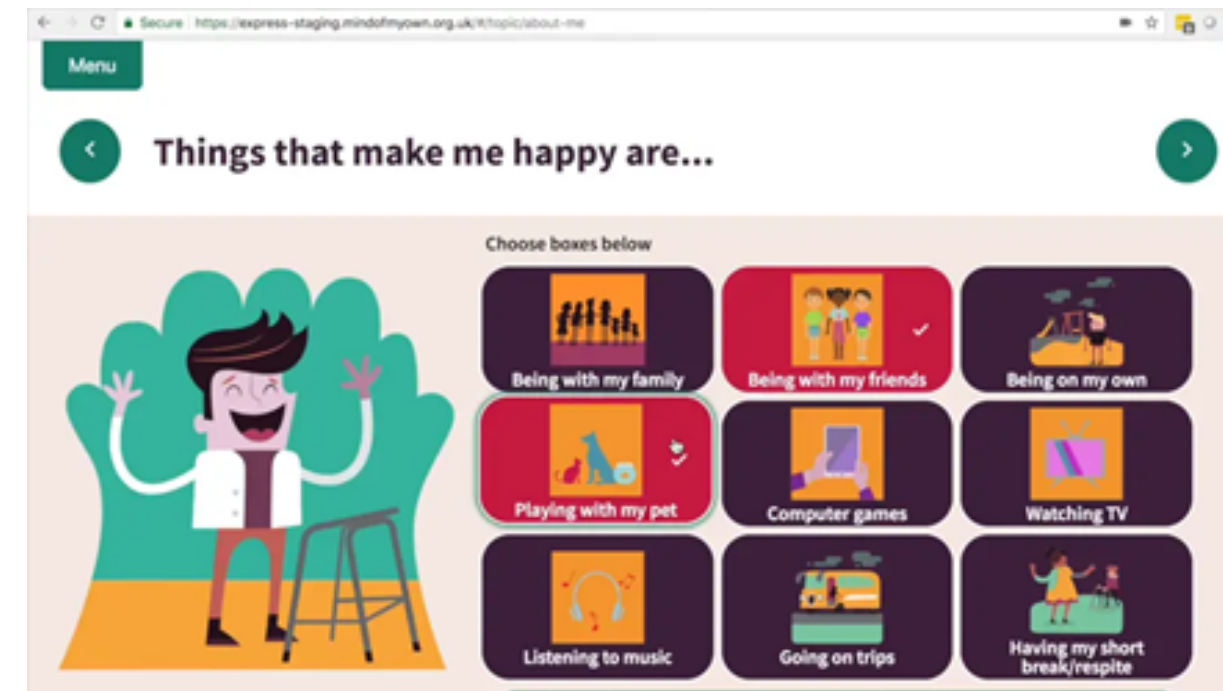 Secure https://express-staging.mindofmyown.org.uk/#/topic/about-me
Menu
Things that make me happy are...
Choose boxes below
Being with my family
Being with my friends
Being on my own
Playing with my pet
Computer games
Watching TV
Listening to music
Going on trips
Having my short
break/respite